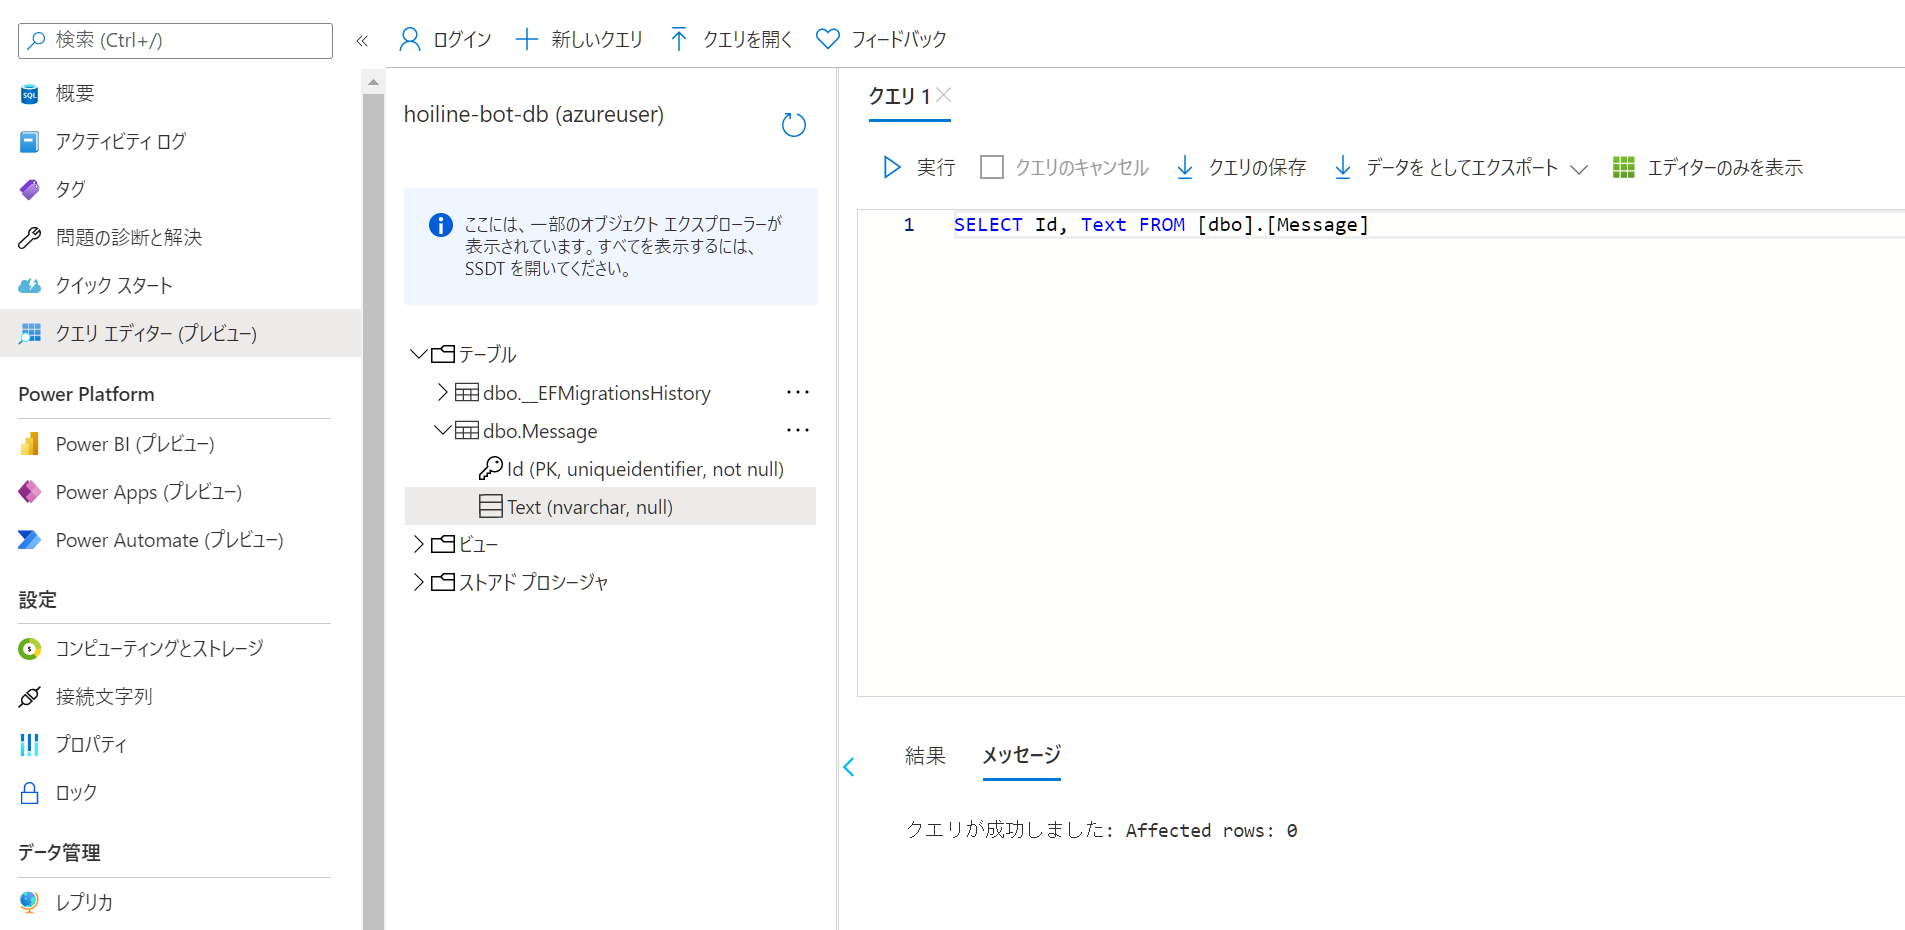 検索 (Ctrl+/)
«
ログイン
新しいクエリ
クエリを開く
フィードバック
概要
アクティビティ ログ
タグ
問題の診断と解決
クイック スタート
クエリ エディター (プレビュー)
Power Platform
Power BI (プレビュー)
Power Apps (プレビュー)
Power Automate (プレビュー)
設定
コンピューティングとストレージ
接続文字列
プロパティ
ロック
データ管理
レプリカ
hoiline-bot-db (azureuser)
ここには、一部のオブジェクト エクスプローラーが
表示されています。すべてを表示するには、
SSDT を開いてください。
テーブル
dbo.__EFMigrationsHistory
dbo.Message
Id (PK, uniqueidentifier, not null)
Text (nvarchar, null)
ビュー
ストアド プロシージャ
クエリ 1
実行
クエリのキャンセル
クエリの保存
データを としてエクスポート
エディターのみを表示
1 SELECT Id, Text FROM [dbo].[Message]
結果
メッセージ
クエリが成功しました: Affected rows: 0